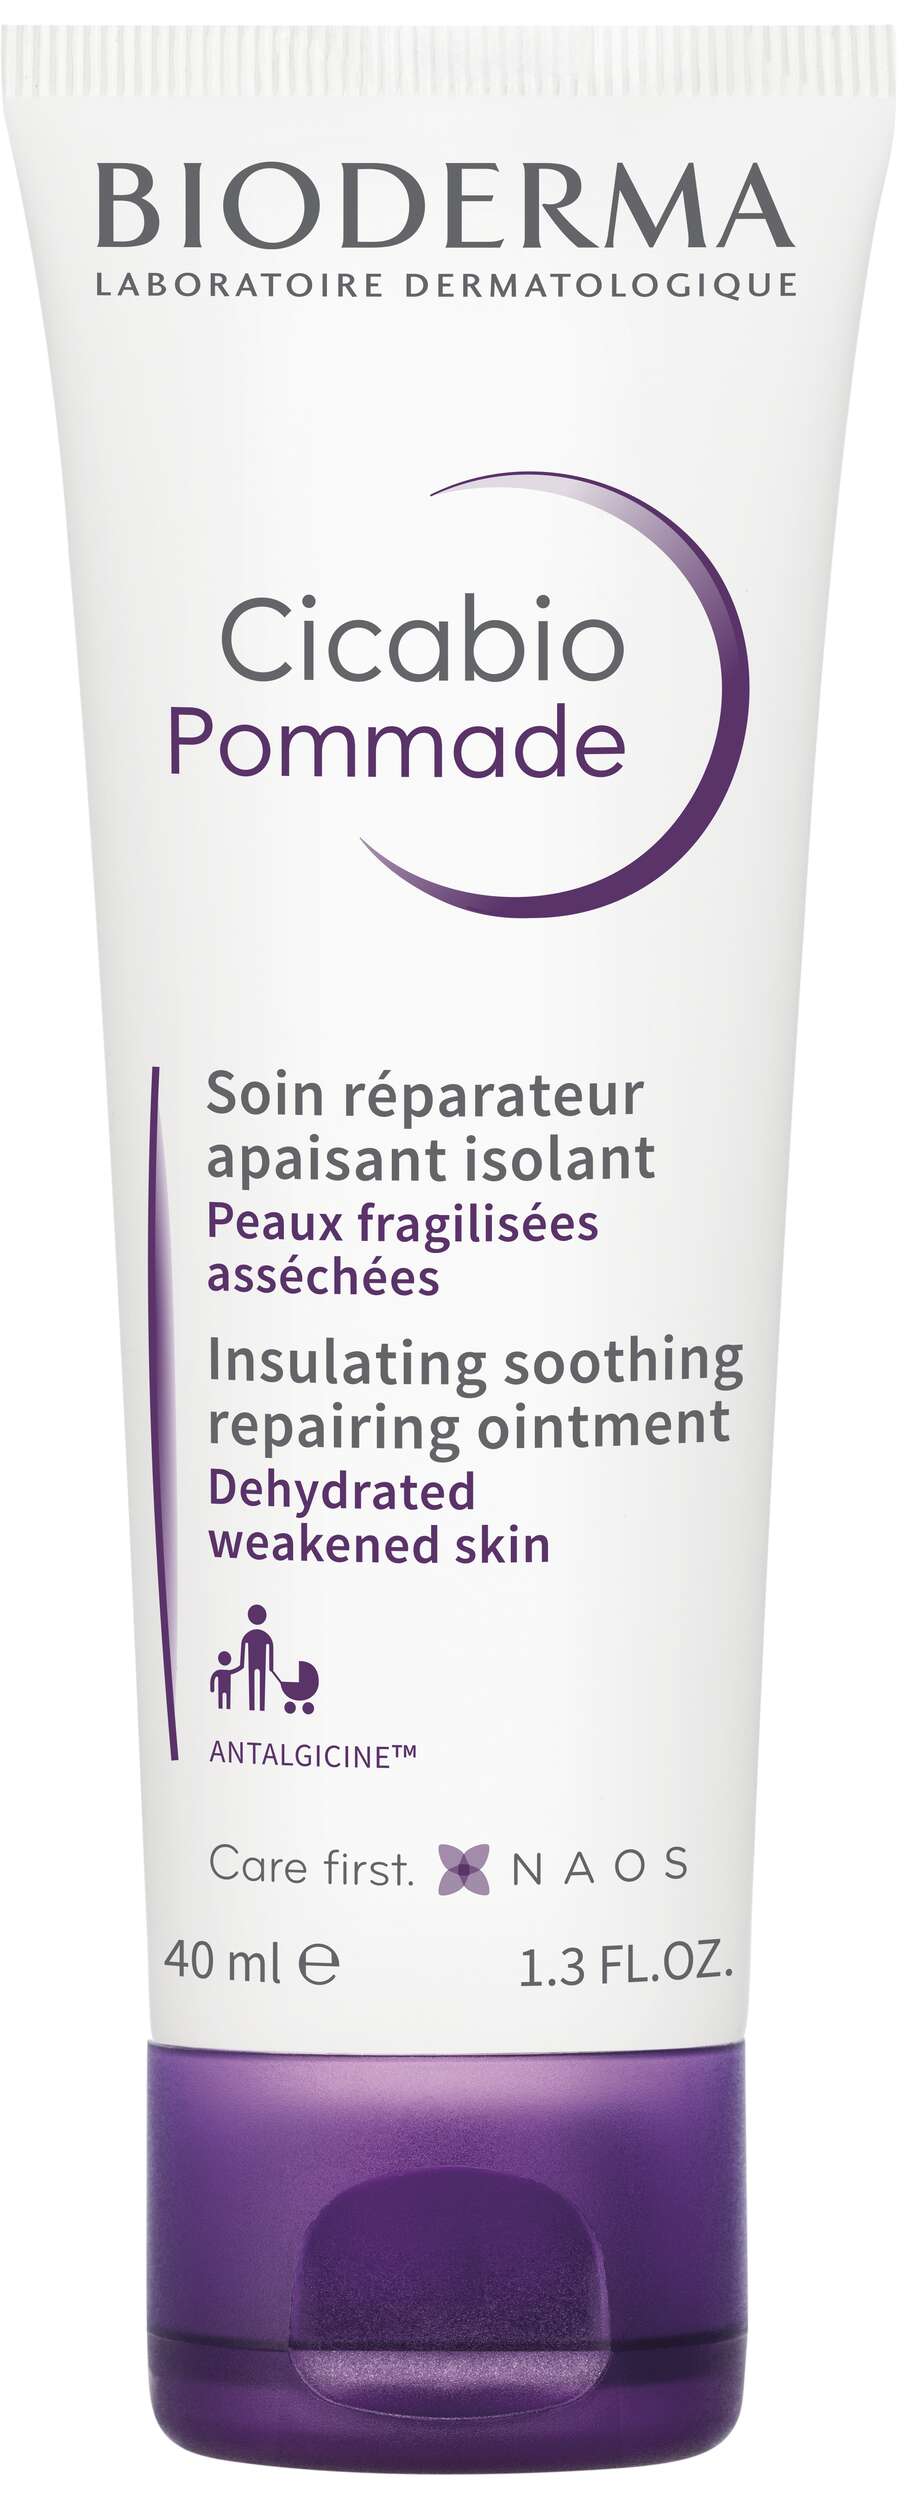 BIODERMA
LABORATOIRE DERMATOLOGIQUE
Cicabio
Pommade
Soin réparateur
apaisant isolant
Peaux fragilisées
asséchées
Insulating soothing
repairing ointment
Dehydrated
weakened skin
ANTALGICINE™
Care first. NAOS
40 ml ℮ 1.3 FL.OZ.